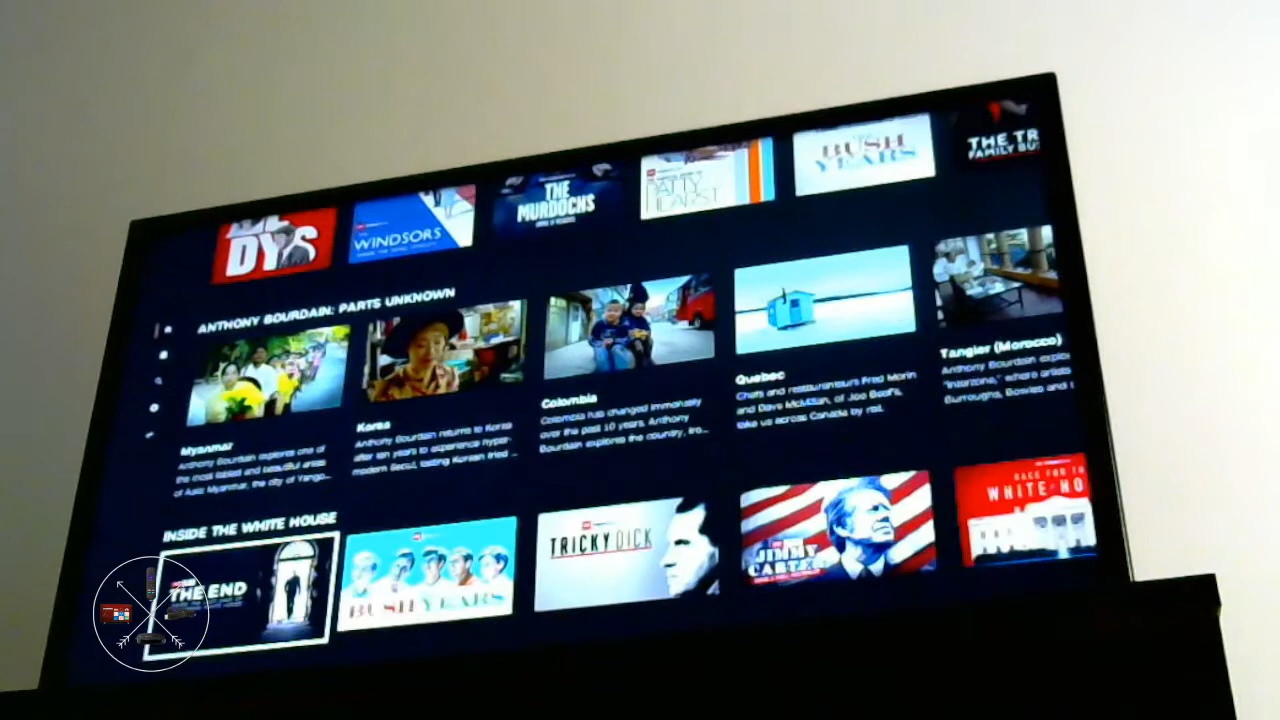 DYS
WINDSORS
THE
MURDOCHS
PATTY
HEARST
BUSH
YEARS
THE TR
FAMILY BU
ANTHONY BOURDAIN: PARTS UNKNOWN
Myanmar
Anthony Bourdain explores one of
the most fabled and beautiful areas
of Asia: Myanmar, the city of Yango...
Korea
Anthony Bourdain returns to Korea
after ten years to experience hyper-
modern Seoul, tasting Korean fried ...
Colombia
Colombia has changed immensely
over the past 10 years. Anthony
Bourdain explores the country, fro...
Quebec
Chefs and restauranteurs Fred Morin
and Dave McMillan, of Joe Beefs,
take us across Canada by rail.
Tangier (Morocco)
Anthony Bourdain explo
"Interzone," where artists
Burroughs, Bowles and
INSIDE THE WHITE HOUSE
THE END
BUSH YEARS
TRICKY DICK
JIMMY
CARTER
RACE FOR TH
WHITE HO